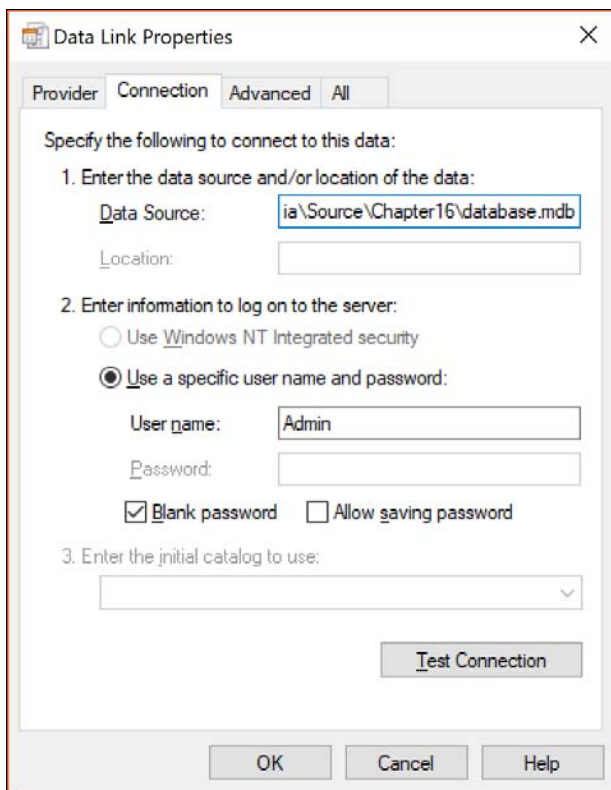 Data Link Properties
Provider Connection Advanced All
Specify the following to connect to this data:
1. Enter the data source and/or location of the data:
Data Source: ia\Source\Chapter16\database.mdb
Location:
2. Enter information to log on to the server:
Use Windows NT Integrated security
Use a specific user name and password:
User name: Admin
Password:
Blank password Allow saving password
3. Enter the initial catalog to use:
Test Connection
OK Cancel Help